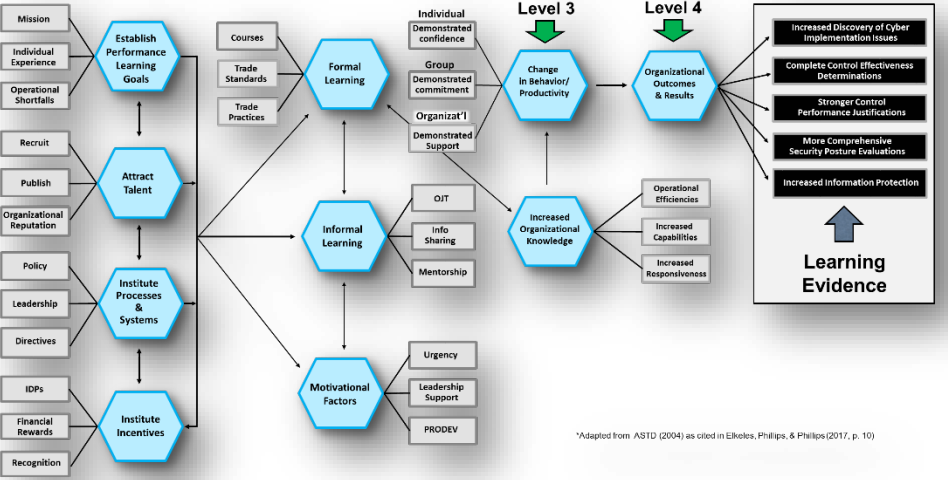 Mission
Individual
Experience
Operational
Shortfalls
Establish
Performance
Learning
Goals
Recruit
Publish
Organizational
Reputation
Attract
Talent
Policy
Leadership
Directives
Institute
Processes
&
Systems
IDPs
Financial
Rewards
Recognition
Institute
Incentives
Courses
Trade
Standards
Trade
Practices
Formal
Learning
Informal
Learning
OJT
Info
Sharing
Mentorship
Motivational
Factors
Urgency
Leadership
Support
PRODEV
Individual
Demonstrated
confidence
Group
Demonstrated
commitment
Organizat'l
Demonstrated
Support
Level 3
Change
in Behavior/
Productivity
Increased
Organizational
Knowledge
Operational
Efficiencies
Increased
Capabilities
Increased
Responsiveness
Level 4
Organizational
Outcomes
& Results
Increased Discovery of Cyber
Implementation Issues
Complete Control Effectiveness
Determinations
Stronger Control
Performance Justifications
More Comprehensive
Security Posture Evaluations
Increased Information Protection
Learning
Evidence
*Adapted from ASTD (2004) as cited in Elkeles, Phillips, & Phillips (2017, p. 10)